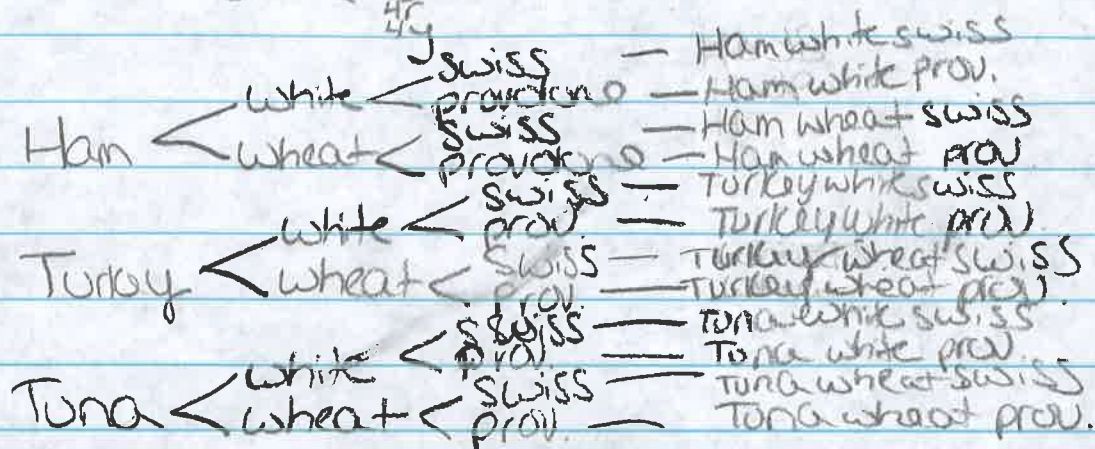 swiss — Ham white swiss
white < provolone — Ham white prov.
Ham < swiss — Ham wheat swiss
wheat < provolone — Ham wheat prov
swiss — Turkey white swiss
white < prov. — Turkey white prov.
Turkey < swiss — Turkey wheat swiss
wheat < prov. — Turkey wheat prov.
swiss — Tuna white swiss
white < prov. — Tuna white prov.
Tuna < swiss — Tuna wheat swiss
wheat < prov. — Tuna wheat prov.